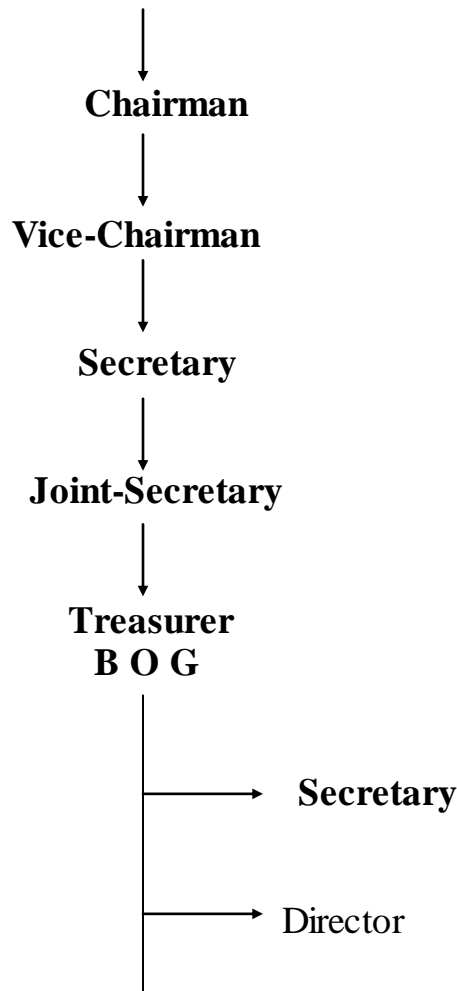 Chairman
Vice-Chairman
Secretary
Joint-Secretary
Treasurer
B O G
Secretary
Director